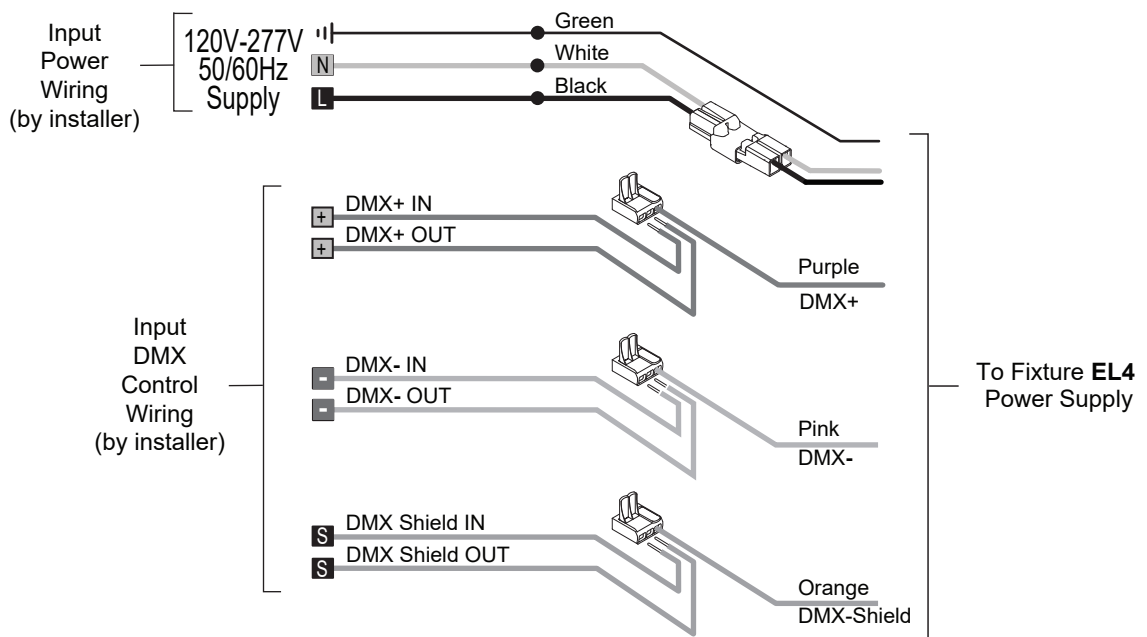 Input
Power
Wiring
(by installer)
120V-277V
50/60Hz
Supply
N
L
Green
White
Black
Input
DMX
Control
Wiring
(by installer)
+
DMX+ IN
+
DMX+ OUT
Purple
DMX+
-
DMX- IN
-
DMX- OUT
Pink
DMX-
S
DMX Shield IN
S
DMX Shield OUT
Orange
DMX-Shield
To Fixture EL4
Power Supply